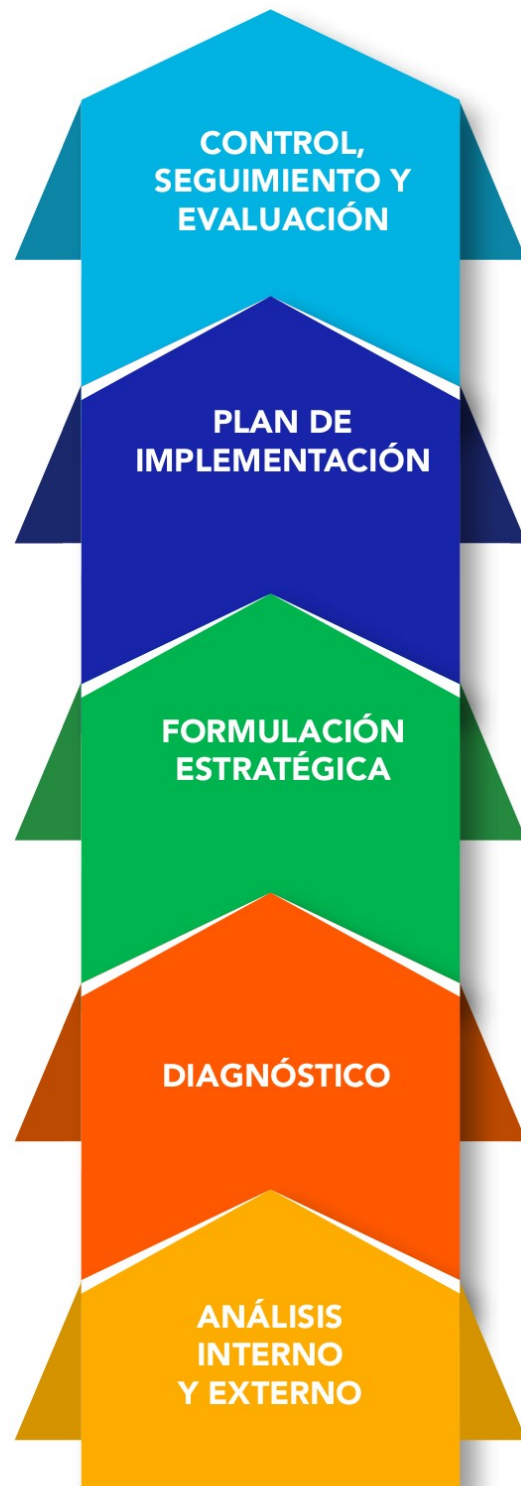 CONTROL,
SEGUIMIENTO Y
EVALUACIÓN
PLAN DE
IMPLEMENTACIÓN
FORMULACIÓN
ESTRATÉGICA
DIAGNÓSTICO
ANÁLISIS
INTERNO
Y EXTERNO